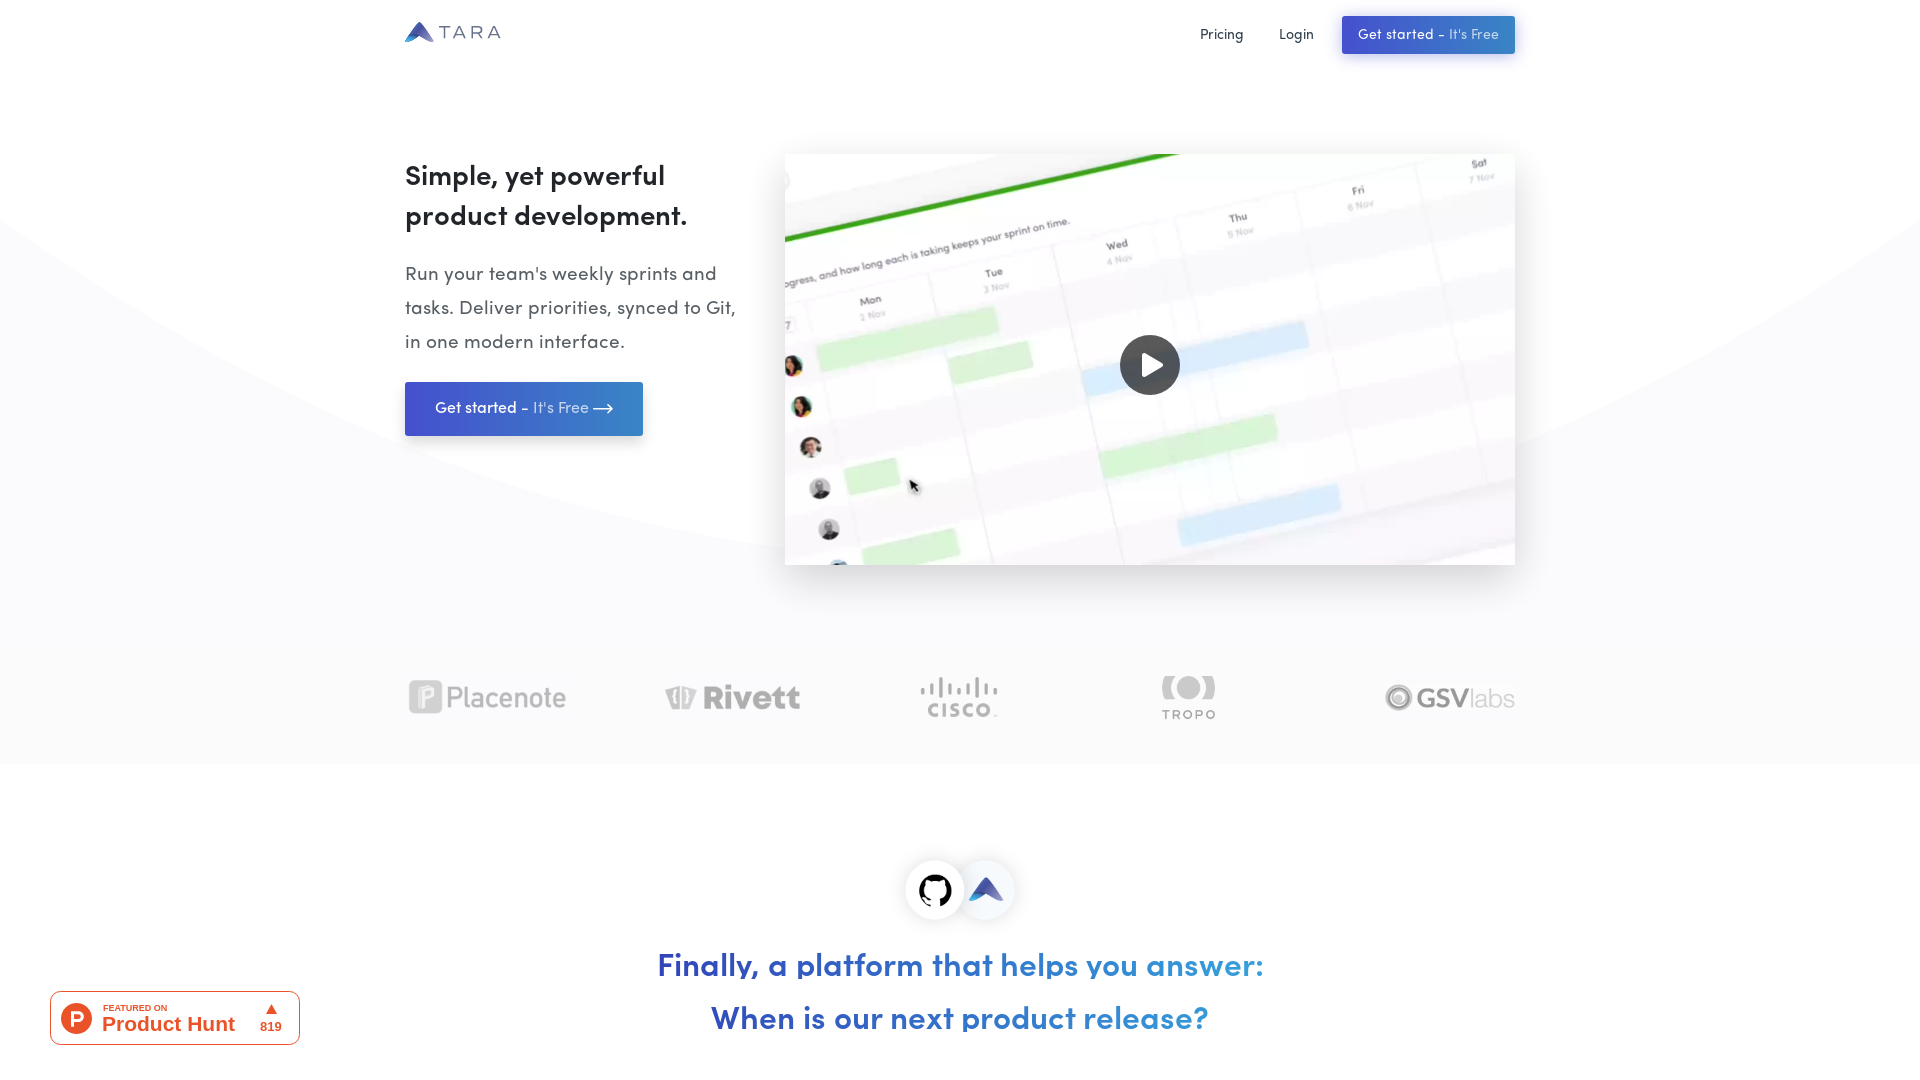 TARA
Pricing
Login
Get started - It's Free
Simple, yet powerful
product development.
Run your team's weekly sprints and
tasks. Deliver priorities, synced to Git,
in one modern interface.
Get started - It's Free
ogress, and how long each is taking keeps your sprint on time.
Mon
2 Nov
Tue
3 Nov
Wed
4 Nov
Thu
5 Nov
Fri
6 Nov
Sat
7 Nov
7
Placenote
Rivett
CISCO
TROPO
GSVlabs
Finally, a platform that helps you answer:
When is our next product release?
FEATURED ON
Product Hunt
819